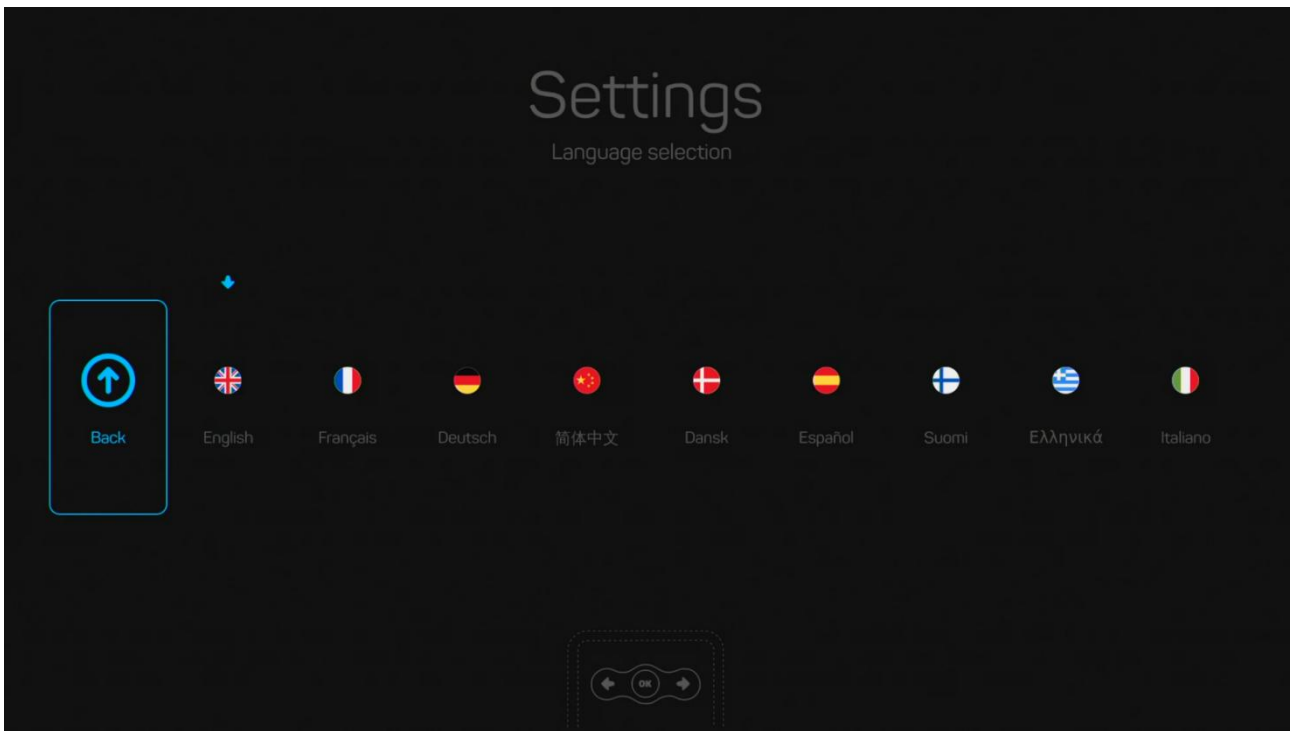 Settings
Language selection
Back
English
Français
Deutsch
简体中文
Dansk
Español
Suomi
Ελληνικά
Italiano
OK